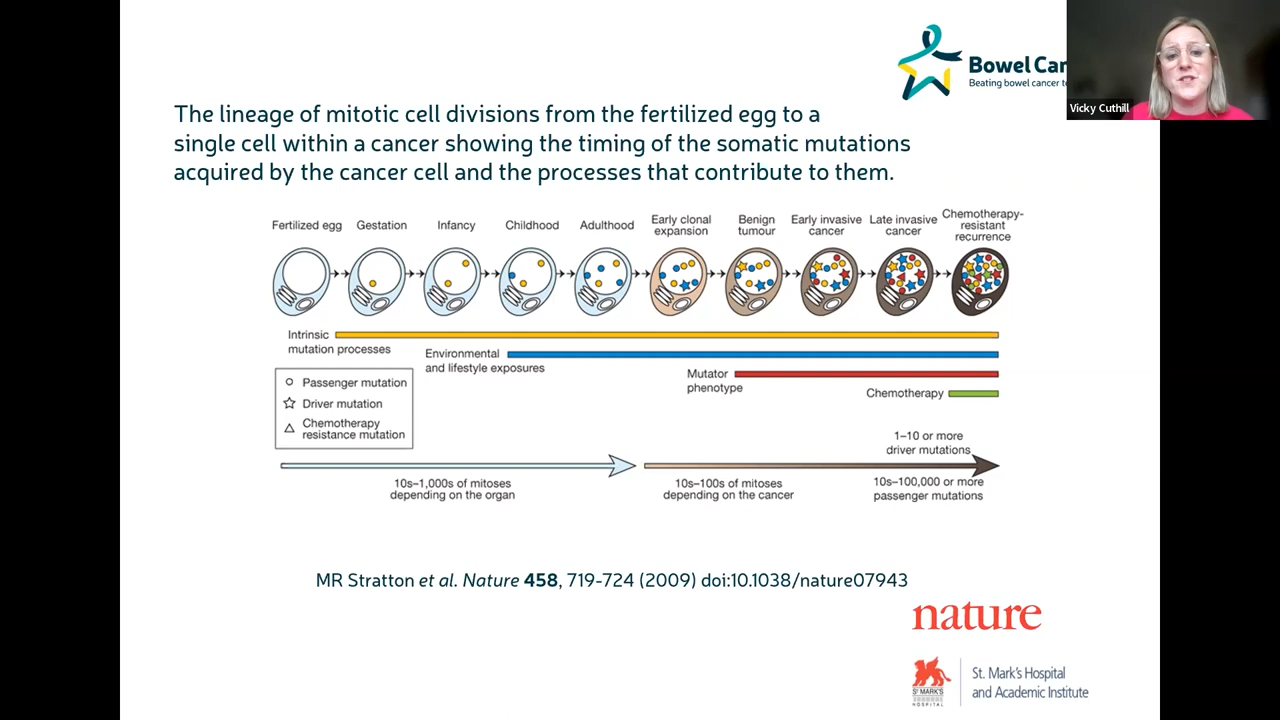 Bowel Can
Beating bowel cancer to
Vicky Cuthill
The lineage of mitotic cell divisions from the fertilized egg to a
single cell within a cancer showing the timing of the somatic mutations
acquired by the cancer cell and the processes that contribute to them.
Fertilized egg
Gestation
Infancy
Childhood
Adulthood
Early clonal
expansion
Benign
tumour
Early invasive
cancer
Late invasive
cancer
Chemotherapy-
resistant
recurrence
Intrinsic
mutation processes
Environmental
and lifestyle exposures
Mutator
phenotype
Chemotherapy
Passenger mutation
Driver mutation
Chemotherapy
resistance mutation
1–10 or more
driver mutations
10s–1,000s of mitoses
depending on the organ
10s–100s of mitoses
depending on the cancer
10s–100,000 or more
passenger mutations
MR Stratton et al. Nature 458, 719-724 (2009) doi:10.1038/nature07943
nature
ST MARK'S
HOSPITAL
St. Mark's Hospital
and Academic Institute